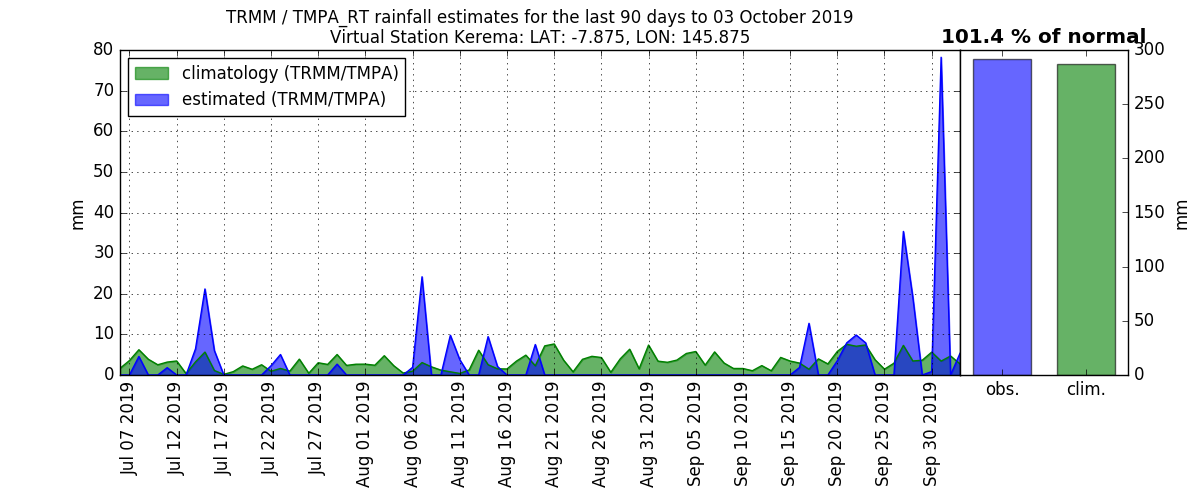 TRMM / TMPA_RT rainfall estimates for the last 90 days to 03 October 2019
Virtual Station Kerema: LAT: -7.875, LON: 145.875
101.4 % of normal
climatology (TRMM/TMPA)
estimated (TRMM/TMPA)
80
70
60
50
40
30
20
10
0
mm
Jul 07 2019
Jul 12 2019
Jul 17 2019
Jul 22 2019
Jul 27 2019
Aug 01 2019
Aug 06 2019
Aug 11 2019
Aug 16 2019
Aug 21 2019
Aug 26 2019
Aug 31 2019
Sep 05 2019
Sep 10 2019
Sep 15 2019
Sep 20 2019
Sep 25 2019
Sep 30 2019
obs.
clim.
300
250
200
150
100
50
0
mm